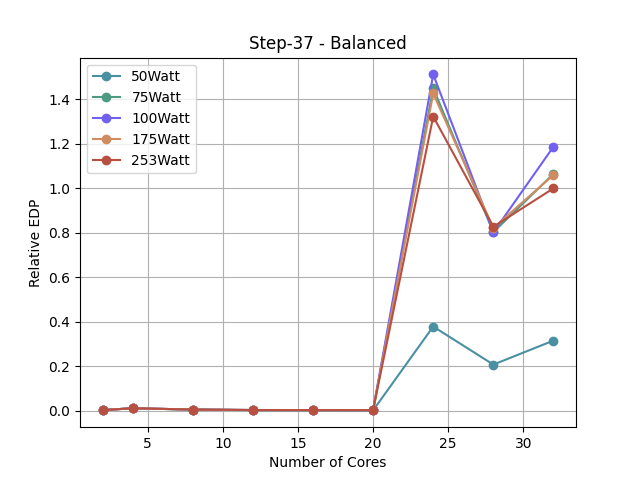 Step-37 - Balanced
50Watt
75Watt
100Watt
175Watt
253Watt
Relative EDP
1.4
1.2
1.0
0.8
0.6
0.4
0.2
0.0
5 10 15 20 25 30
Number of Cores